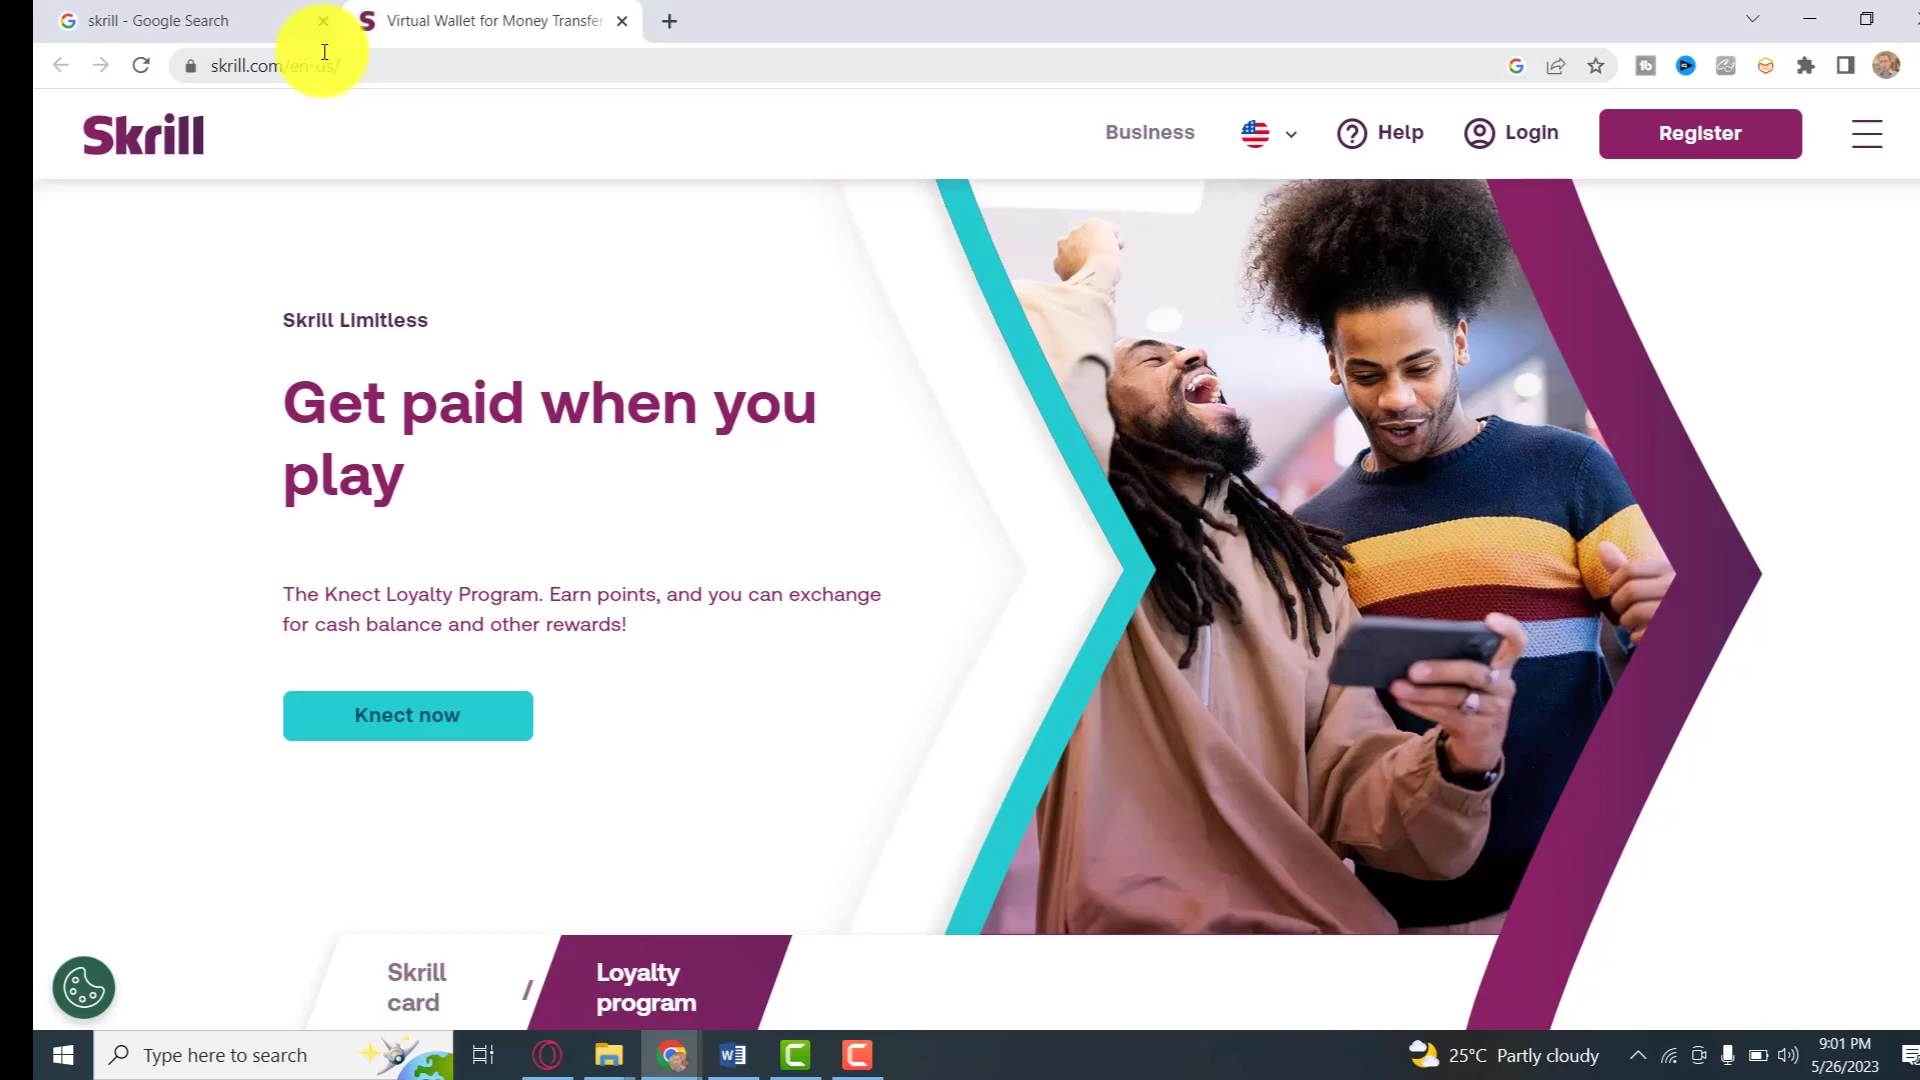 skrill - Google Search
Virtual Wallet for Money Transfer
skrill.com/en-us/
Skrill
Business
Help
Login
Register
Skrill Limitless
Get paid when you
play
The Knect Loyalty Program. Earn points, and you can exchange
for cash balance and other rewards!
Knect now
Skrill
card
/
Loyalty
program
Type here to search
25°C Partly cloudy
9:01 PM
5/26/2023